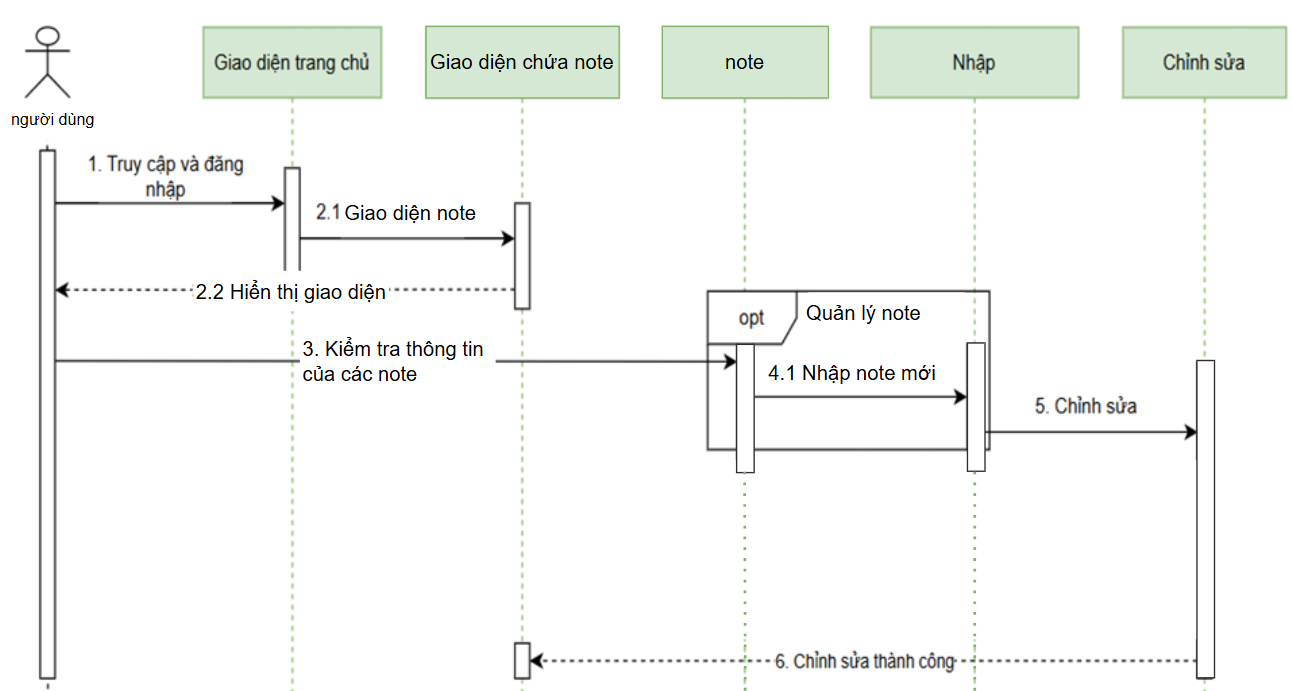 Giao diện trang chủ
Giao diện chứa note
note
Nhập
Chỉnh sửa
người dùng
1. Truy cập và đăng
nhập
2.1 Giao diện note
2.2 Hiển thị giao diện
opt
Quản lý note
3. Kiểm tra thông tin
của các note
4.1 Nhập note mới
5. Chỉnh sửa
6. Chỉnh sửa thành công